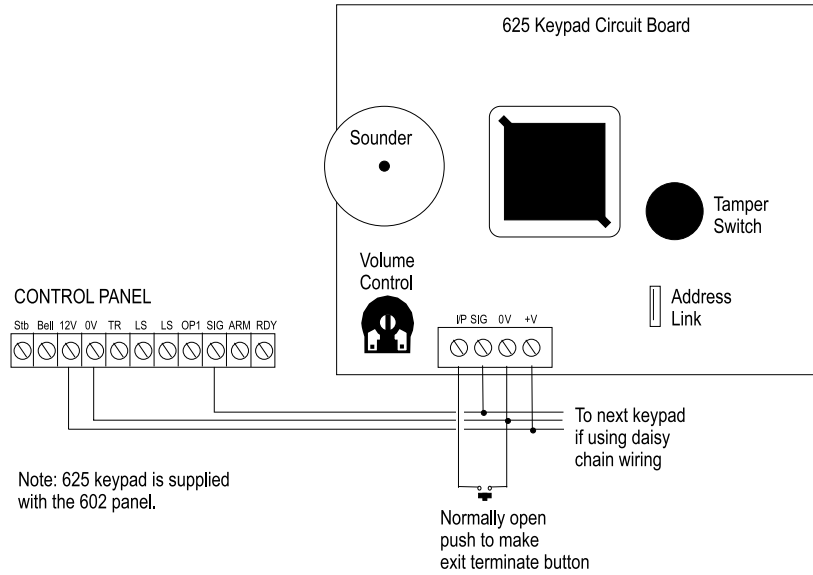 625 Keypad Circuit Board
Sounder
Tamper
Switch
Volume
Control
Address
Link
CONTROL PANEL
Stb Bell 12V 0V TR LS LS OP1 SIG ARM RDY
I/P SIG 0V +V
To next keypad
if using daisy
chain wiring
Note: 625 keypad is supplied
with the 602 panel.
Normally open
push to make
exit terminate button